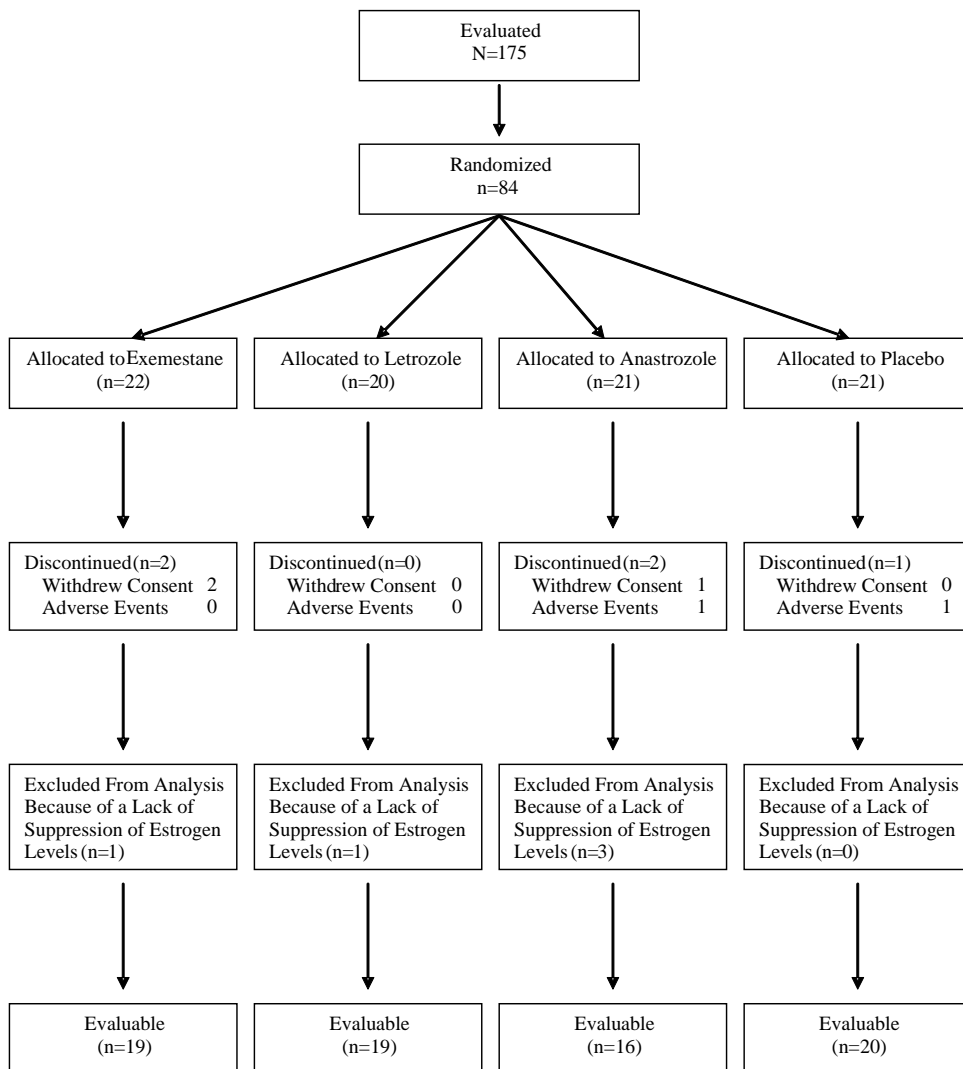 Evaluated
N=175
Randomized
n=84
Allocated to Exemestane
(n=22)
Allocated to Letrozole
(n=20)
Allocated to Anastrozole
(n=21)
Allocated to Placebo
(n=21)
Discontinued (n=2)
Withdrew Consent 2
Adverse Events 0
Discontinued (n=0)
Withdrew Consent 0
Adverse Events 0
Discontinued (n=2)
Withdrew Consent 1
Adverse Events 1
Discontinued (n=1)
Withdrew Consent 0
Adverse Events 1
Excluded From Analysis
Because of a Lack of
Suppression of Estrogen
Levels (n=1)
Excluded From Analysis
Because of a Lack of
Suppression of Estrogen
Levels (n=1)
Excluded From Analysis
Because of a Lack of
Suppression of Estrogen
Levels (n=3)
Excluded From Analysis
Because of a Lack of
Suppression of Estrogen
Levels (n=0)
Evaluable
(n=19)
Evaluable
(n=19)
Evaluable
(n=16)
Evaluable
(n=20)